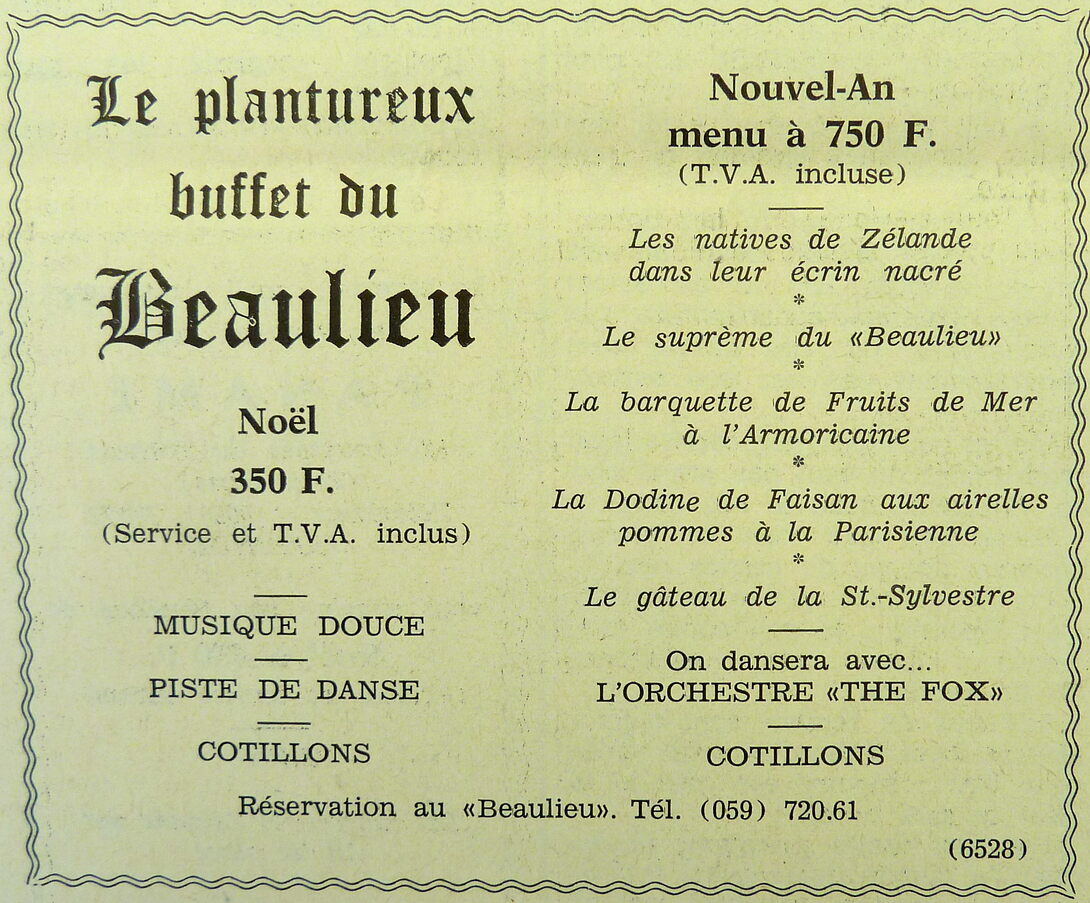 Le plantureux
buffet du
Beaulieu
Noël
350 F.
(Service et T.V.A. inclus)
MUSIQUE DOUCE
PISTE DE DANSE
COTILLONS
Nouvel-An
menu à 750 F.
(T.V.A. incluse)
Les natives de Zélande
dans leur écrin nacré
*
Le suprème du «Beaulieu»
*
La barquette de Fruits de Mer
à l'Armoricaine
*
La Dodine de Faisan aux airelles
pommes à la Parisienne
*
Le gâteau de la St.-Sylvestre
On dansera avec...
L'ORCHESTRE «THE FOX»
COTILLONS
Réservation au «Beaulieu». Tél. (059) 720.61
(6528)